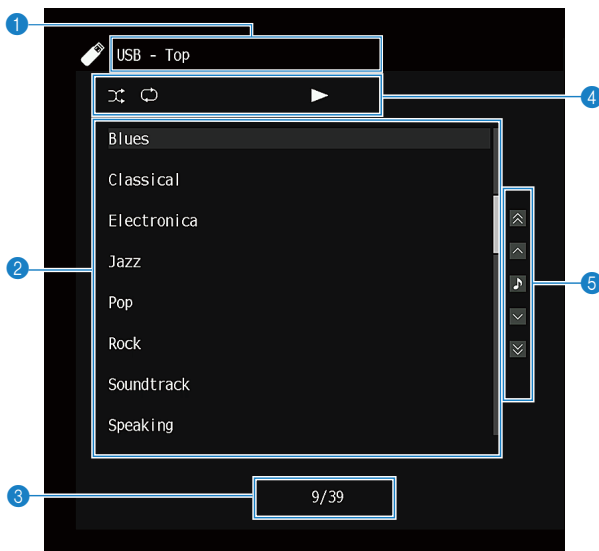 1
USB - Top
4
Blues
Classical
Electronica
2
Jazz
5
Pop
Rock
Soundtrack
Speaking
3
9/39